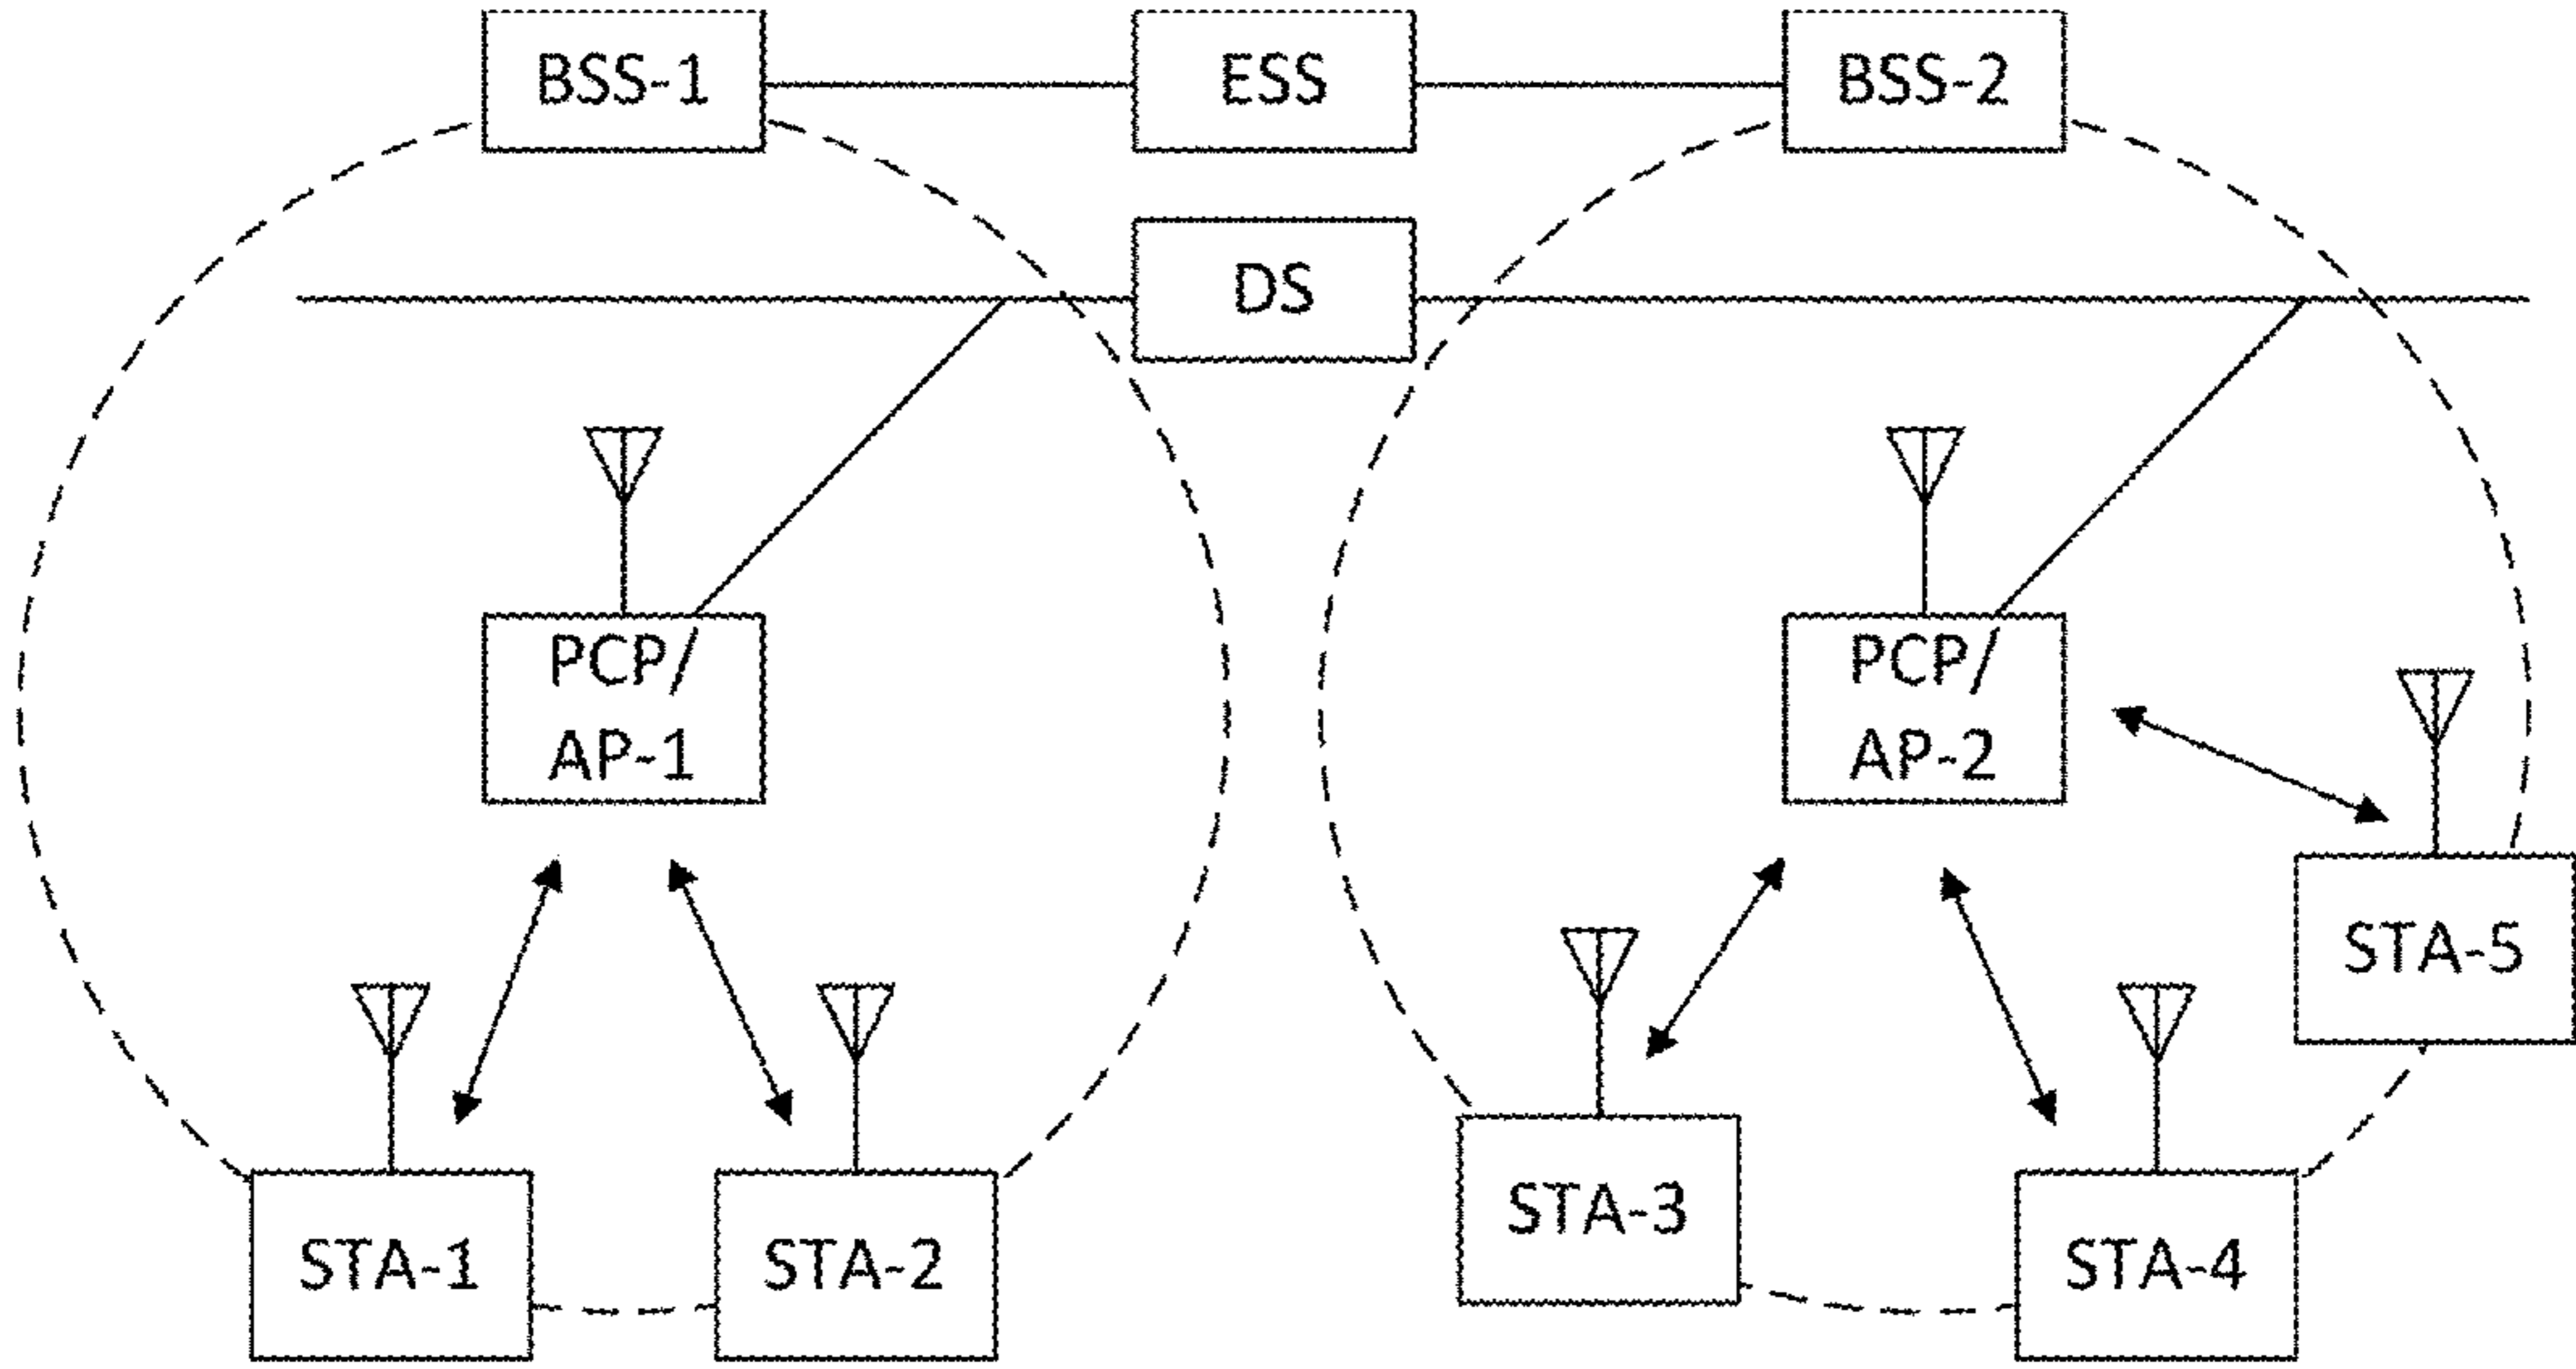 BSS-1
ESS
BSS-2
DS
PCP/
AP-1
PCP/
AP-2
STA-5
STA-3
STA-1
STA-2
STA-4